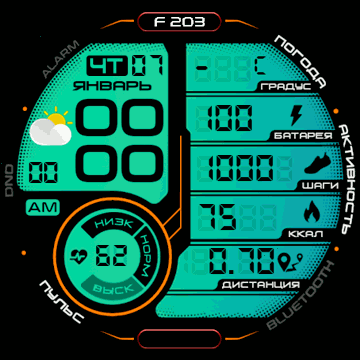 F 203
ALARM
ПОГОДА
ЧТ 07
ЯНВАРЬ
00
00
00
AM
DND
- C
ГРАДУС
100
БАТАРЕЯ
АКТИВНОСТЬ
1000
ШАГИ
75
ККАЛ
0.70
ДИСТАНЦИЯ
BLUETOOTH
НИЗК
НОРМ
ВЫСК
62
ПУЛЬС